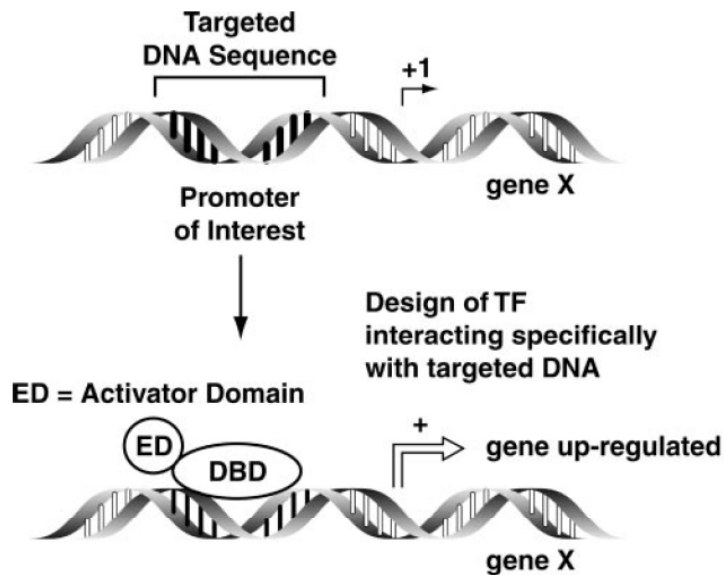 Targeted
DNA Sequence
+1
gene X
Promoter
of Interest
Design of TF
interacting specifically
with targeted DNA
ED = Activator Domain
ED
DBD
+
gene up-regulated
gene X